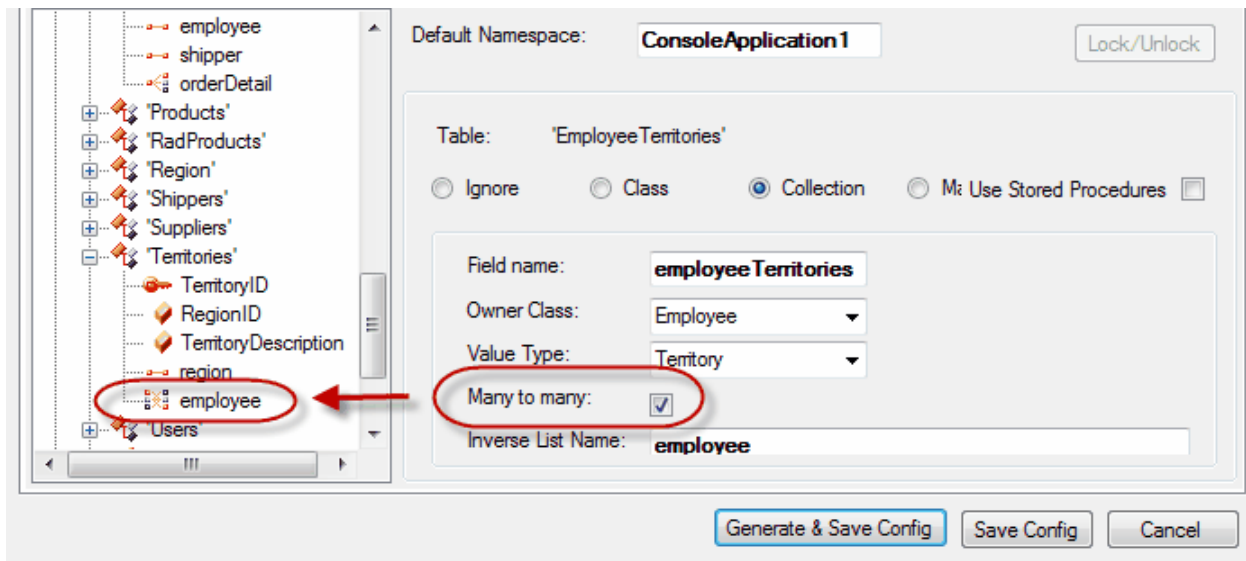 employee
shipper
orderDetail
'Products'
'RadProducts'
'Region'
'Shippers'
'Suppliers'
'Territories'
TerritoryID
RegionID
TerritoryDescription
region
employee
'Users'
Default Namespace: ConsoleApplication1 Lock/Unlock
Table: 'EmployeeTerritories'
Ignore Class Collection Ma Use Stored Procedures
Field name: employeeTerritories
Owner Class: Employee
Value Type: Territory
Many to many:
Inverse List Name: employee
Generate & Save Config Save Config Cancel